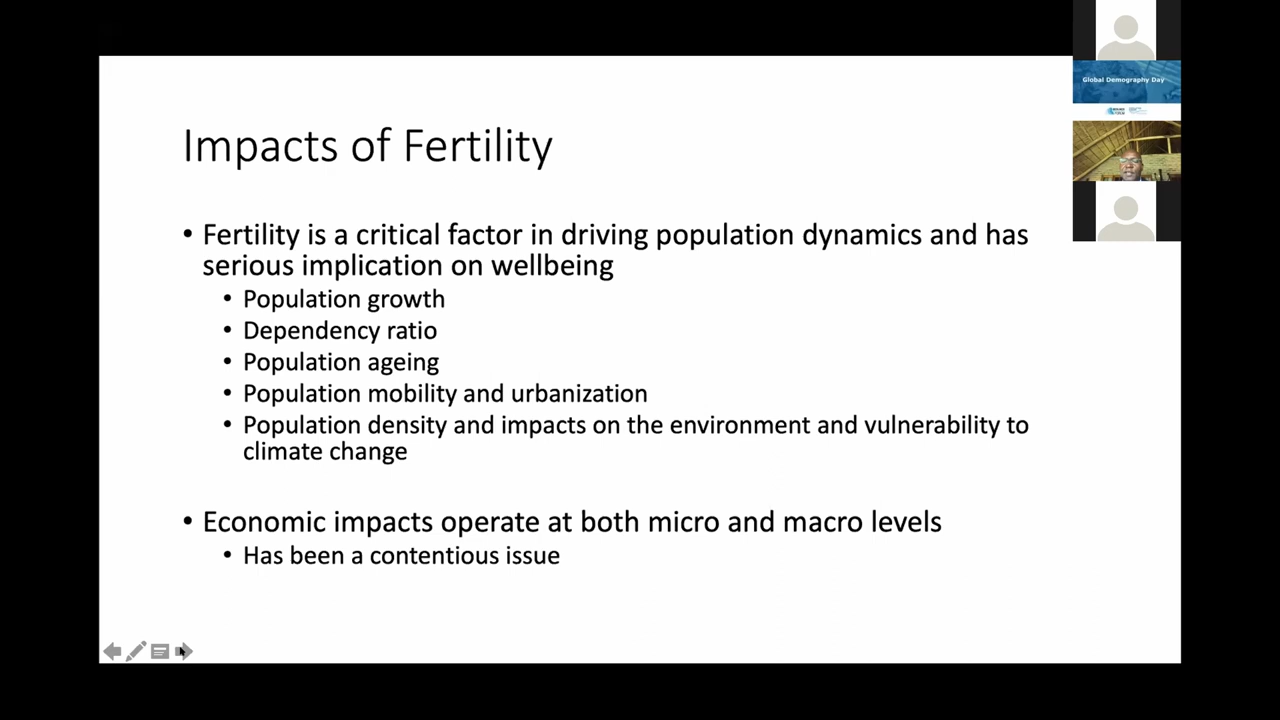 Impacts of Fertility
• Fertility is a critical factor in driving population dynamics and has
serious implication on wellbeing
• Population growth
• Dependency ratio
• Population ageing
• Population mobility and urbanization
• Population density and impacts on the environment and vulnerability to
climate change
• Economic impacts operate at both micro and macro levels
• Has been a contentious issue
Global Demography Day